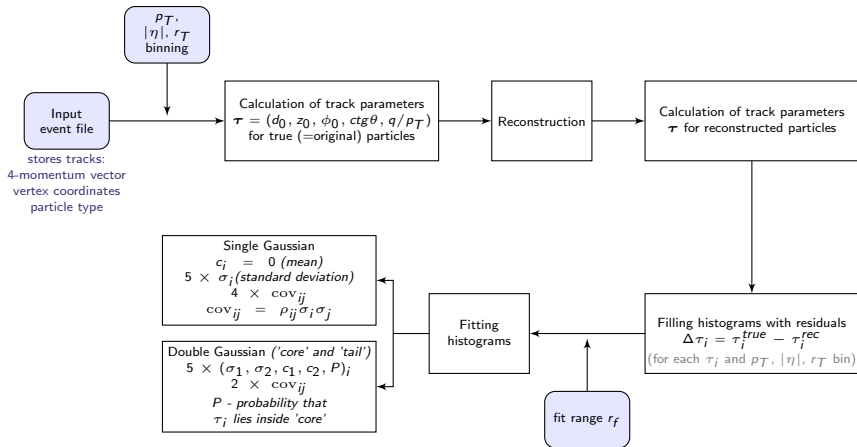 p_T,
|η|, r_T
binning
Input
event file
stores tracks:
4-momentum vector
vertex coordinates
particle type
Calculation of track parameters
τ = (d_0, z_0, ϕ_0, ctgθ, q/p_T)
for true (=original) particles
Reconstruction
Calculation of track parameters
τ for reconstructed particles
Single Gaussian
c_i = 0 (mean)
5 × σ_i(standard deviation)
4 × cov_ij
cov_ij = ρ_ijσ_iσ_j
Double Gaussian ('core' and 'tail')
5 × (σ_1, σ_2, c_1, c_2, P)_i
2 × cov_ij
P - probability that
τ_i lies inside 'core'
Fitting
histograms
Filling histograms with residuals
Δτ_i = τ_i^true − τ_i^rec
(for each τ_i and p_T, |η|, r_T bin)
fit range r_f